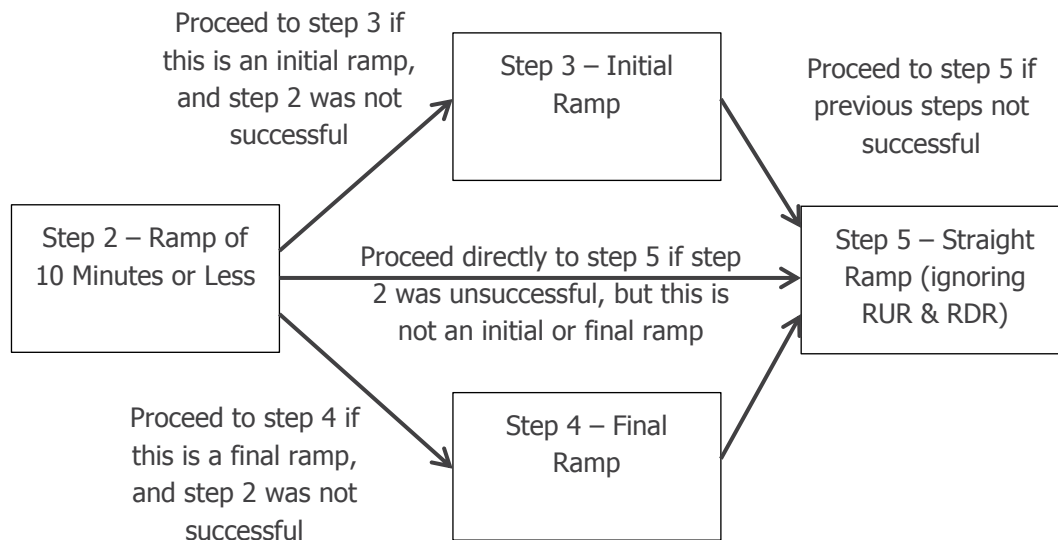 Proceed to step 3 if
this is an initial ramp,
and step 2 was not
successful
Step 3 – Initial
Ramp
Proceed to step 5 if
previous steps not
successful
Step 2 – Ramp of
10 Minutes or Less
Proceed directly to step 5 if step
2 was unsuccessful, but this is
not an initial or final ramp
Step 5 – Straight
Ramp (ignoring
RUR & RDR)
Proceed to step 4 if
this is a final ramp,
and step 2 was not
successful
Step 4 – Final
Ramp